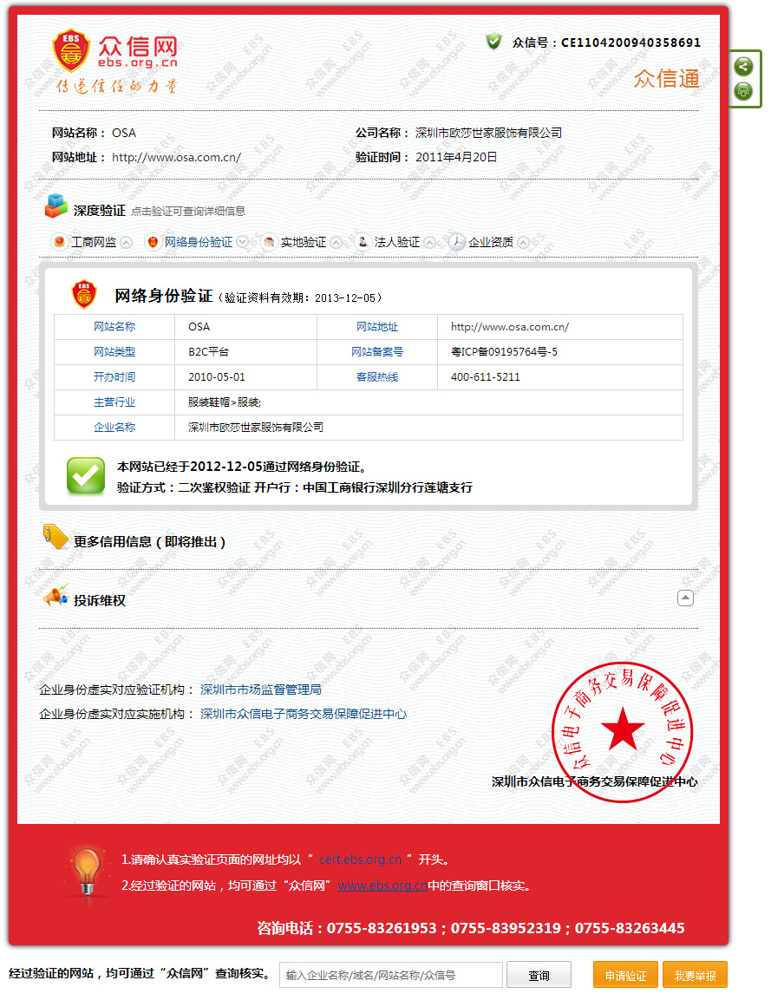 EBS
众信网
ebs.org.cn
传递信任的力量
众信号：CE1104200940358691
众信通
网站名称： OSA
公司名称： 深圳市欧莎世家服饰有限公司
网站地址： http://www.osa.com.cn/
验证时间： 2011年4月20日
深度验证 点击验证可查询详细信息
工商网监 网络身份验证 实地验证 法人验证 企业资质
EBS
网络身份验证（验证资料有效期：2013-12-05）
网站名称 OSA 网站地址 http://www.osa.com.cn/
网站类型 B2C平台 网站备案号 粤ICP备09195764号-5
开办时间 2010-05-01 客服热线 400-611-5211
主营行业 服装鞋帽>服装;
企业名称 深圳市欧莎世家服饰有限公司
本网站已经于2012-12-05通过网络身份验证。
验证方式：二次鉴权验证 开户行：中国工商银行深圳分行莲塘支行
更多信用信息（即将推出）
投诉维权
企业身份虚实对应验证机构： 深圳市市场监督管理局
企业身份虚实对应实施机构： 深圳市众信电子商务交易保障促进中心
众信电子商务交易保障促进中心
深圳市众信电子商务交易保障促进中心
1.请确认真实验证页面的网址均以“ cert.ebs.org.cn ”开头。
2.经过验证的网站，均可通过“众信网”www.ebs.org.cn中的查询窗口核实。
咨询电话：0755-83261953；0755-83952319；0755-83263445
经过验证的网站，均可通过“众信网”查询核实。 输入企业名称/域名/网站名称/众信号 查询 申请验证 我要举报